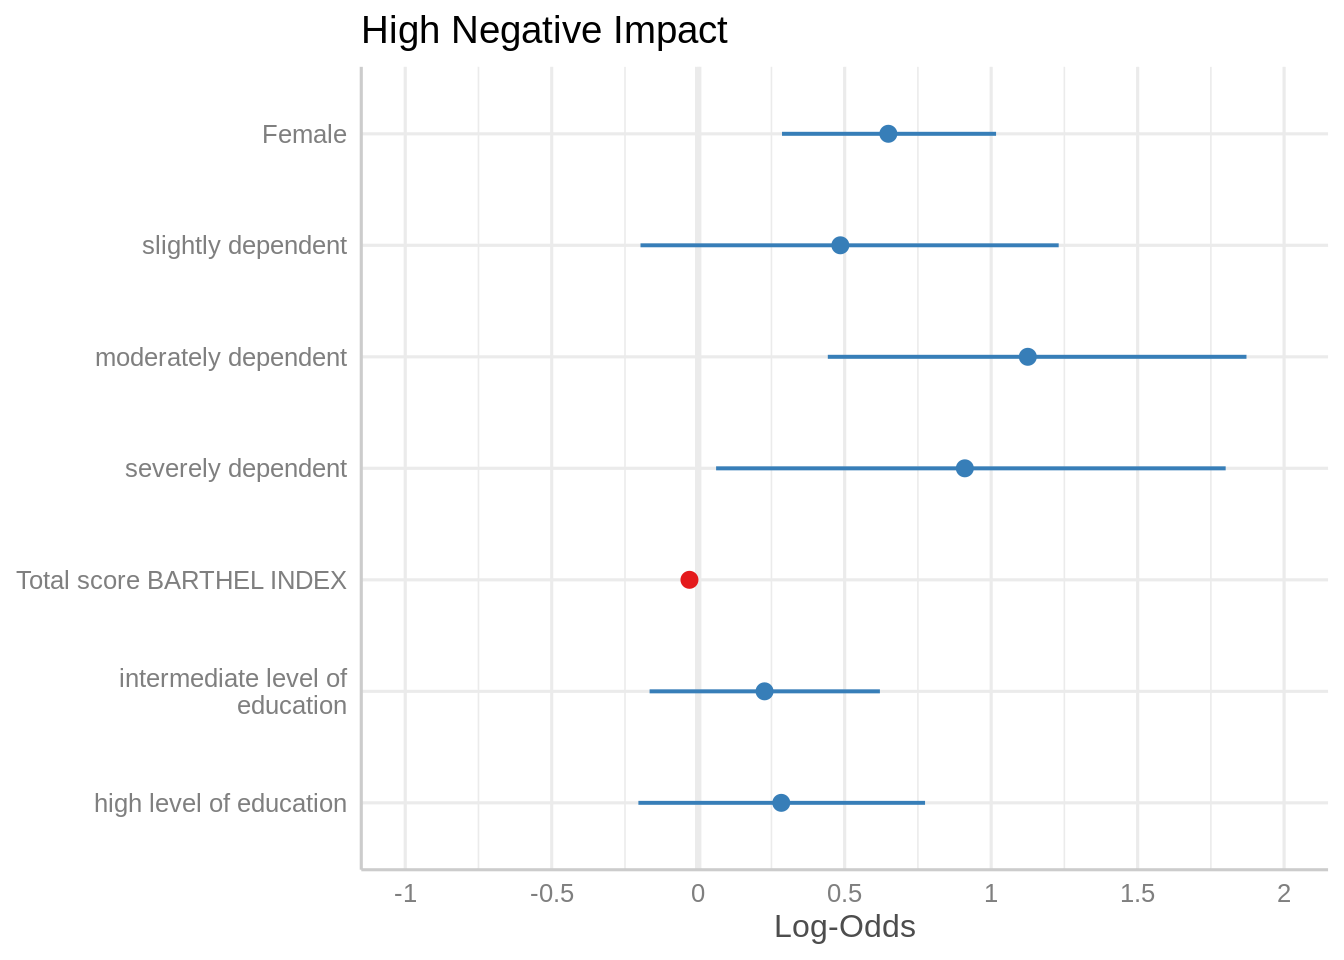 High Negative Impact
Female
slightly dependent
moderately dependent
severely dependent
Total score BARTHEL INDEX
intermediate level of
education
high level of education
-1 -0.5 0 0.5 1 1.5 2
Log-Odds